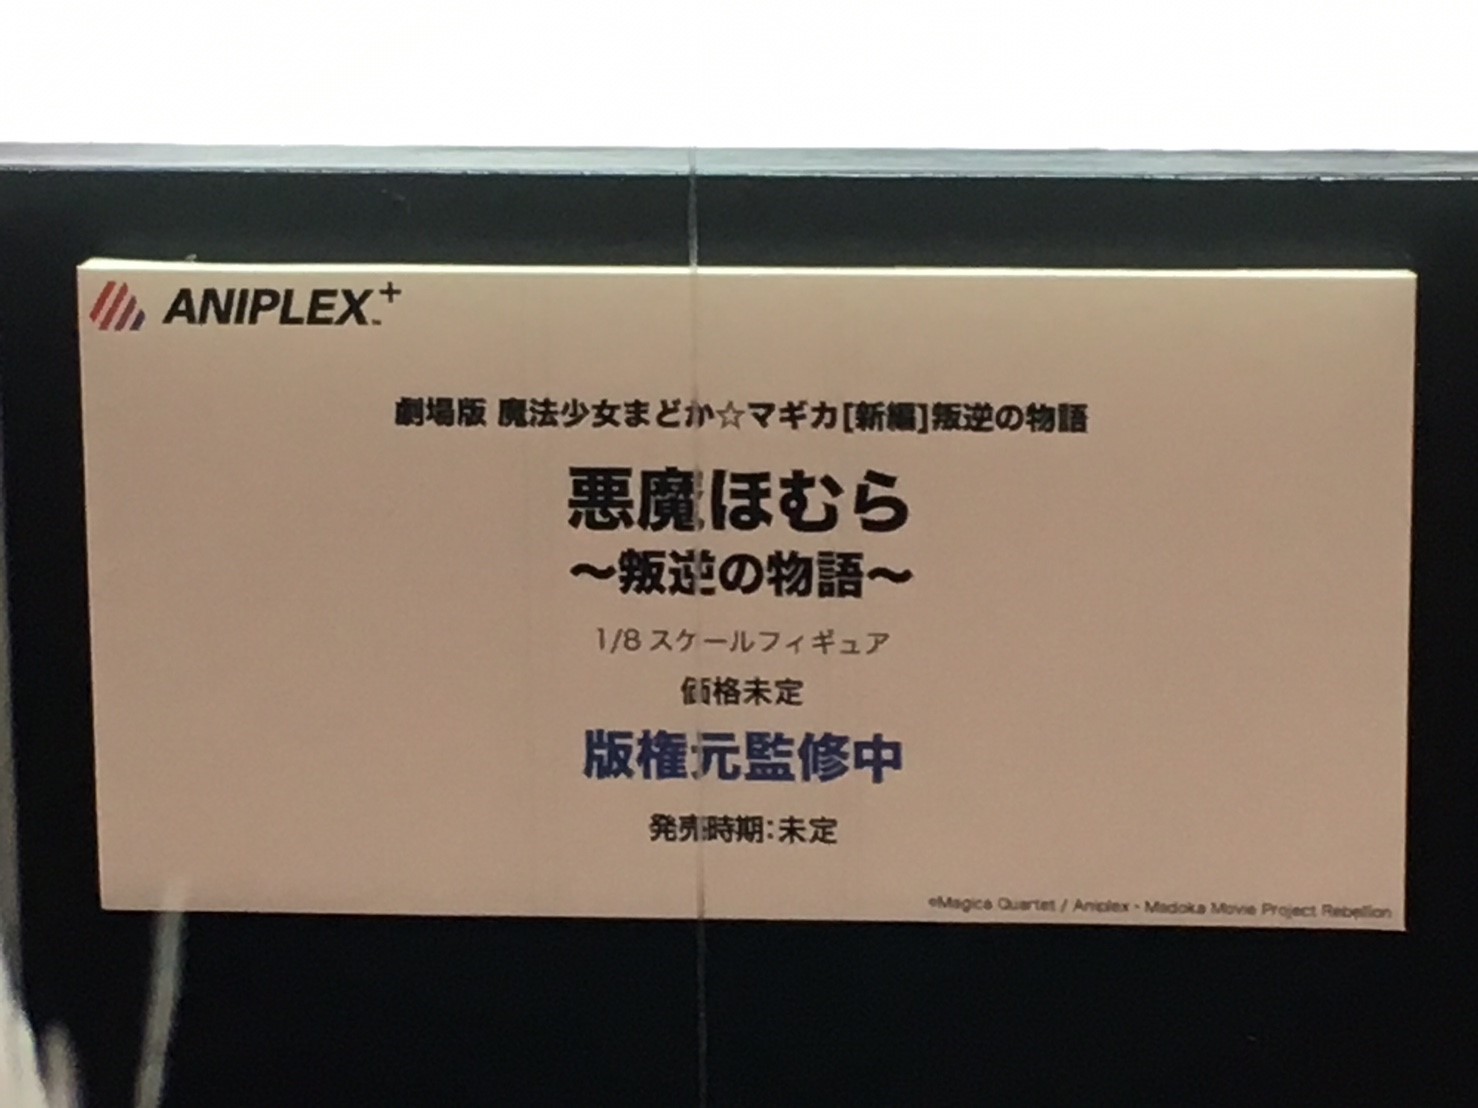 ANIPLEX+
劇場版 魔法少女まどか☆マギカ[新編]叛逆の物語
悪魔ほむら
～叛逆の物語～
1/8 スケールフィギュア
価格未定
版権元監修中
発売時期：未定
©Magica Quartet / Aniplex・Madoka Movie Project Rebellion